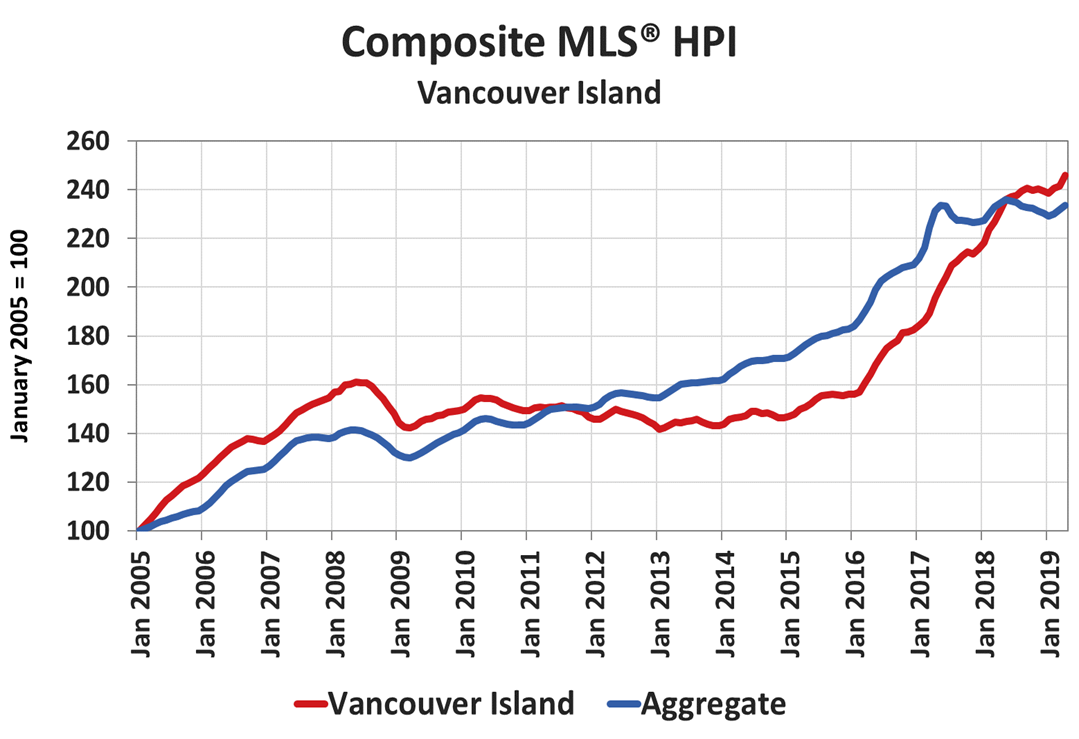 Composite MLS® HPI
Vancouver Island
January 2005 = 100
260
240
220
200
180
160
140
120
100
Jan 2005
Jan 2006
Jan 2007
Jan 2008
Jan 2009
Jan 2010
Jan 2011
Jan 2012
Jan 2013
Jan 2014
Jan 2015
Jan 2016
Jan 2017
Jan 2018
Jan 2019
Vancouver Island
Aggregate